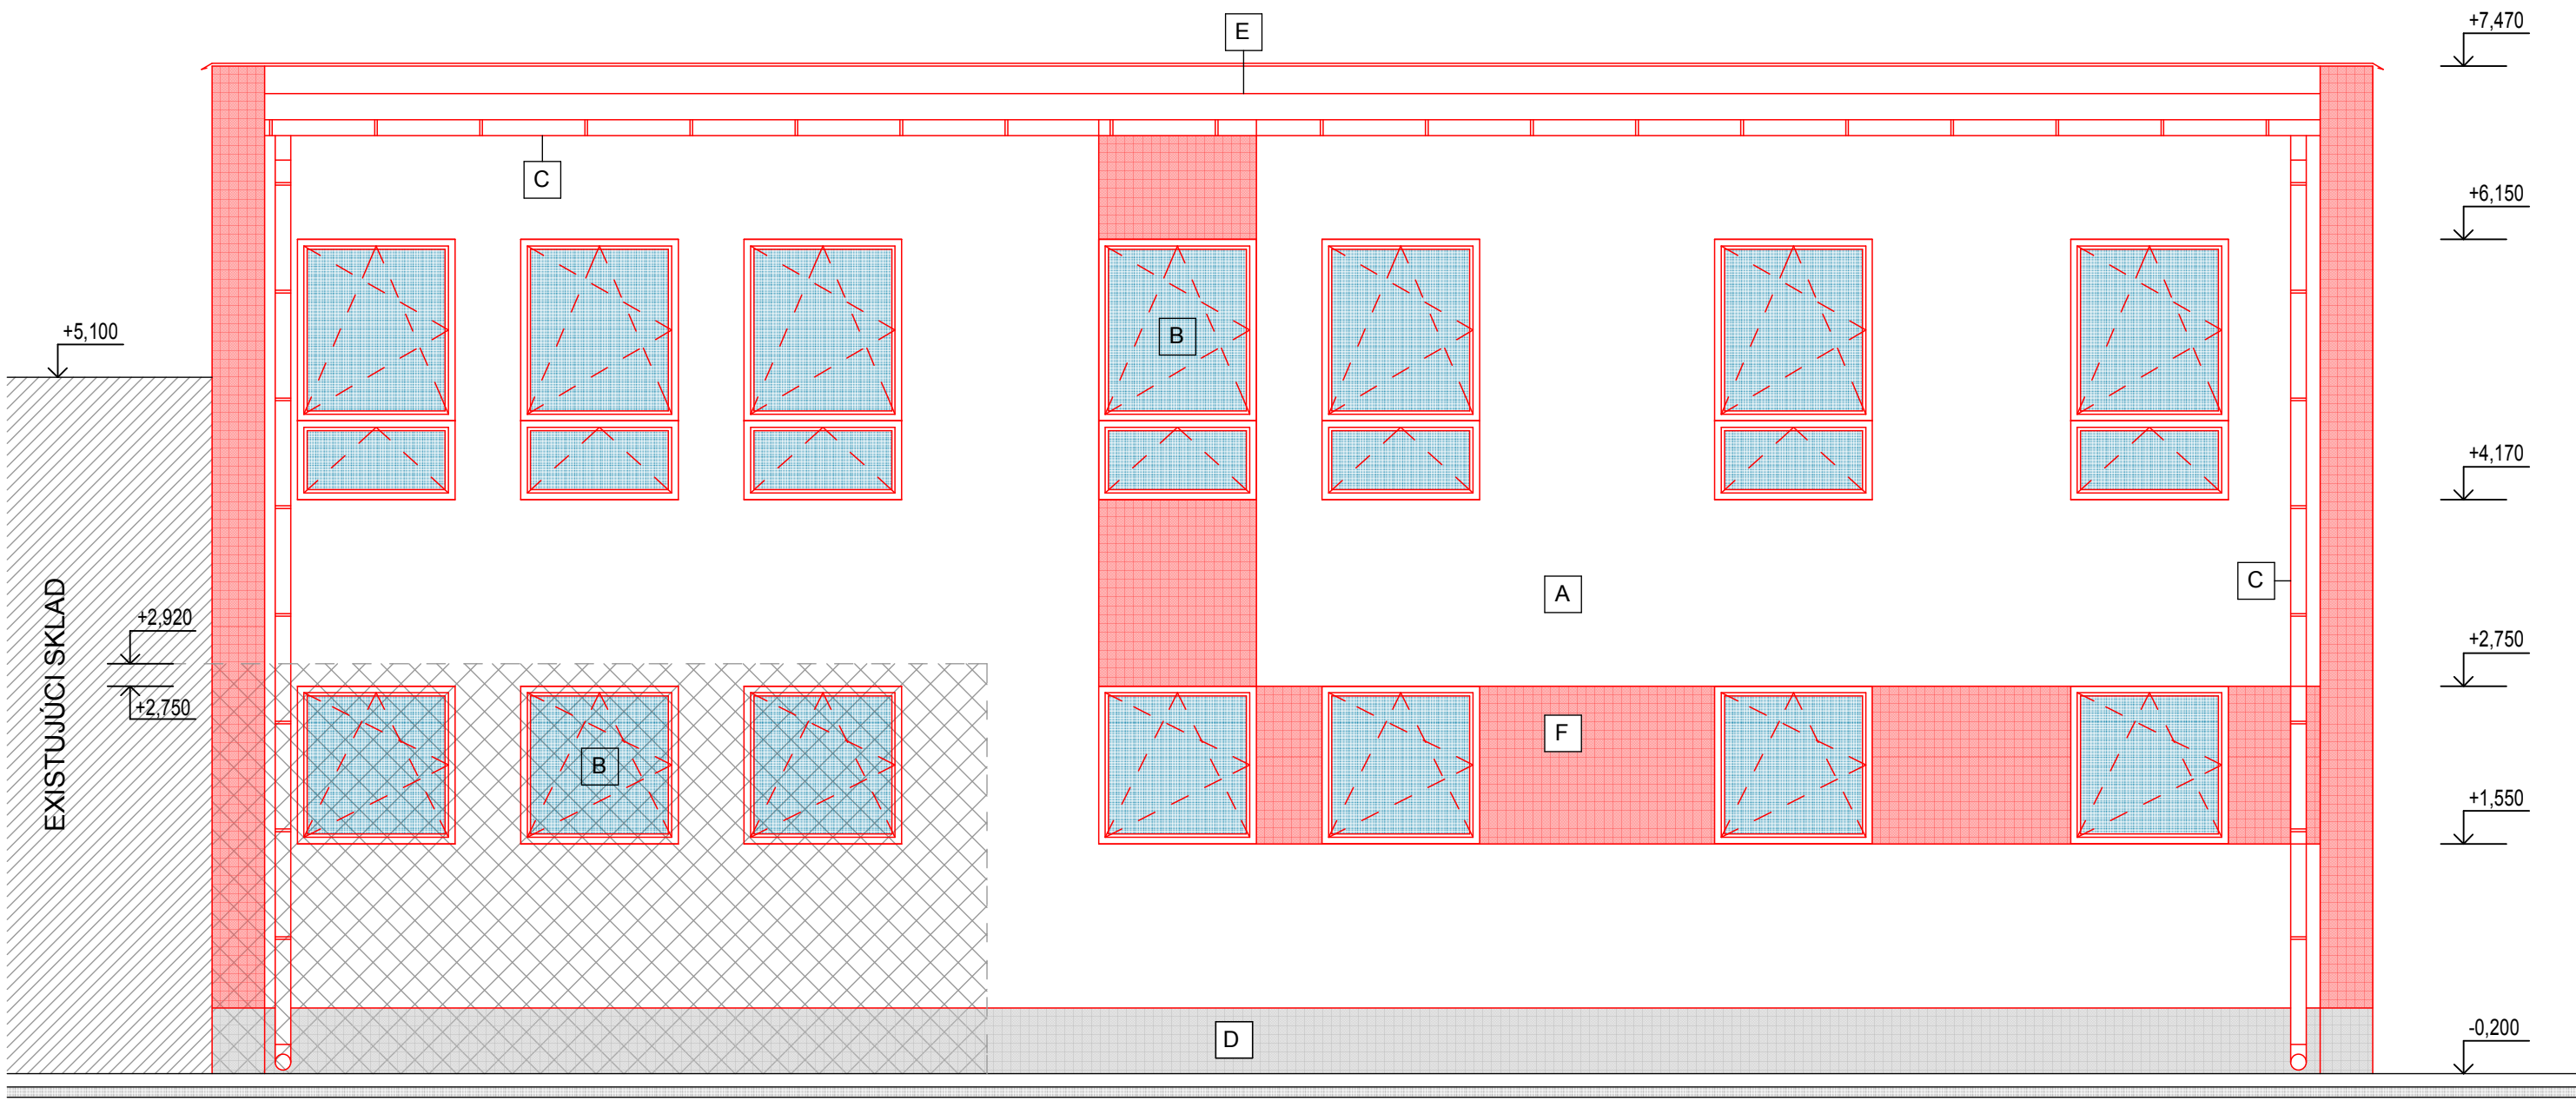 E
+7,470
C
+6,150
+5,100
B
+4,170
A
C
EXISTUJÚCI SKLAD
+2,920
+2,750
+2,750
F
B
+1,550
D
-0,200